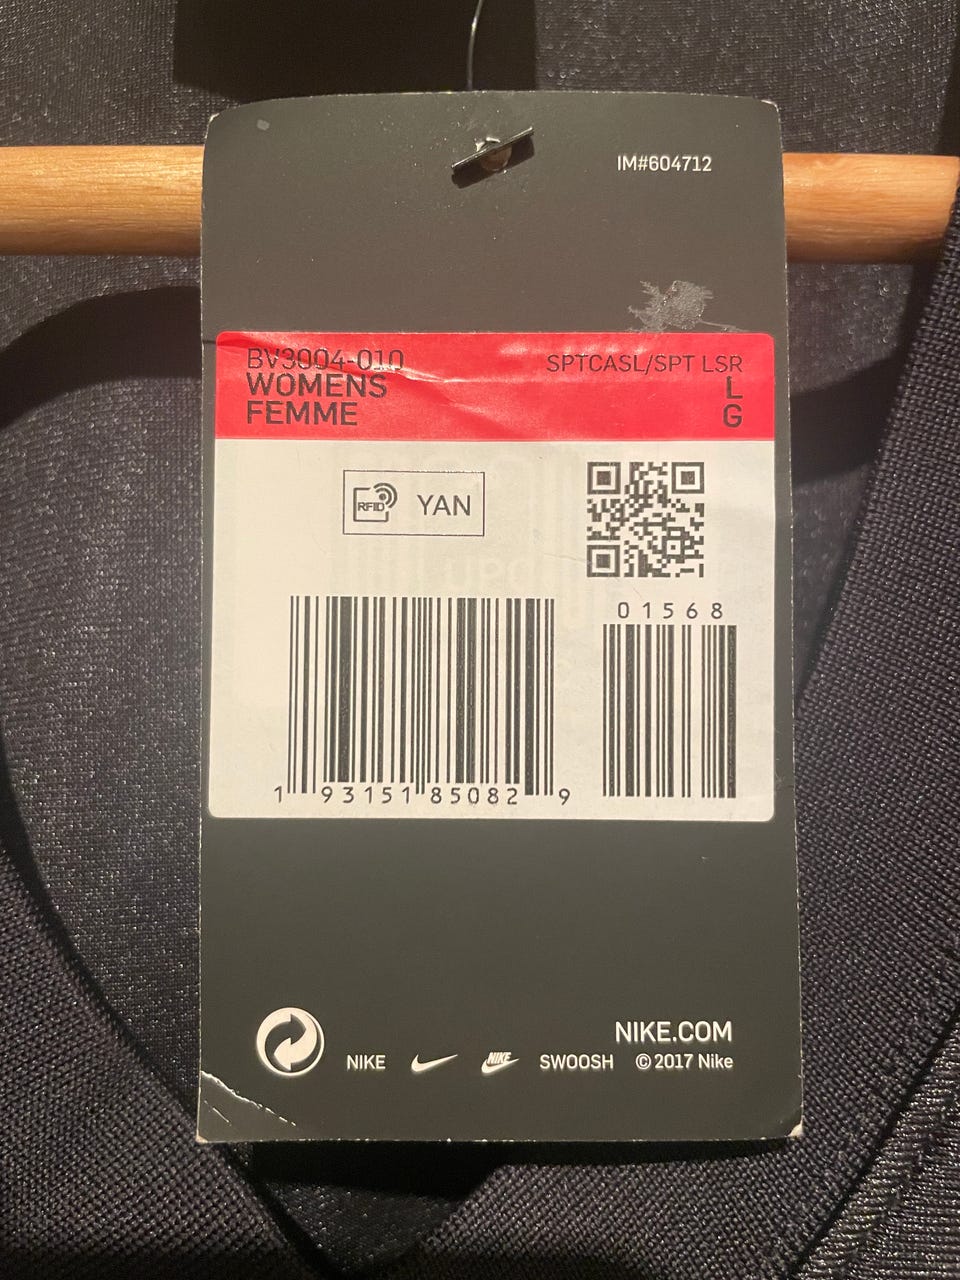 IM#604712
BV3004-010 SPTCASL/SPT LSR
WOMENS L
FEMME G
RFID YAN
01568
1 93151 85082 9
NIKE.COM
NIKE NIKE SWOOSH © 2017 Nike